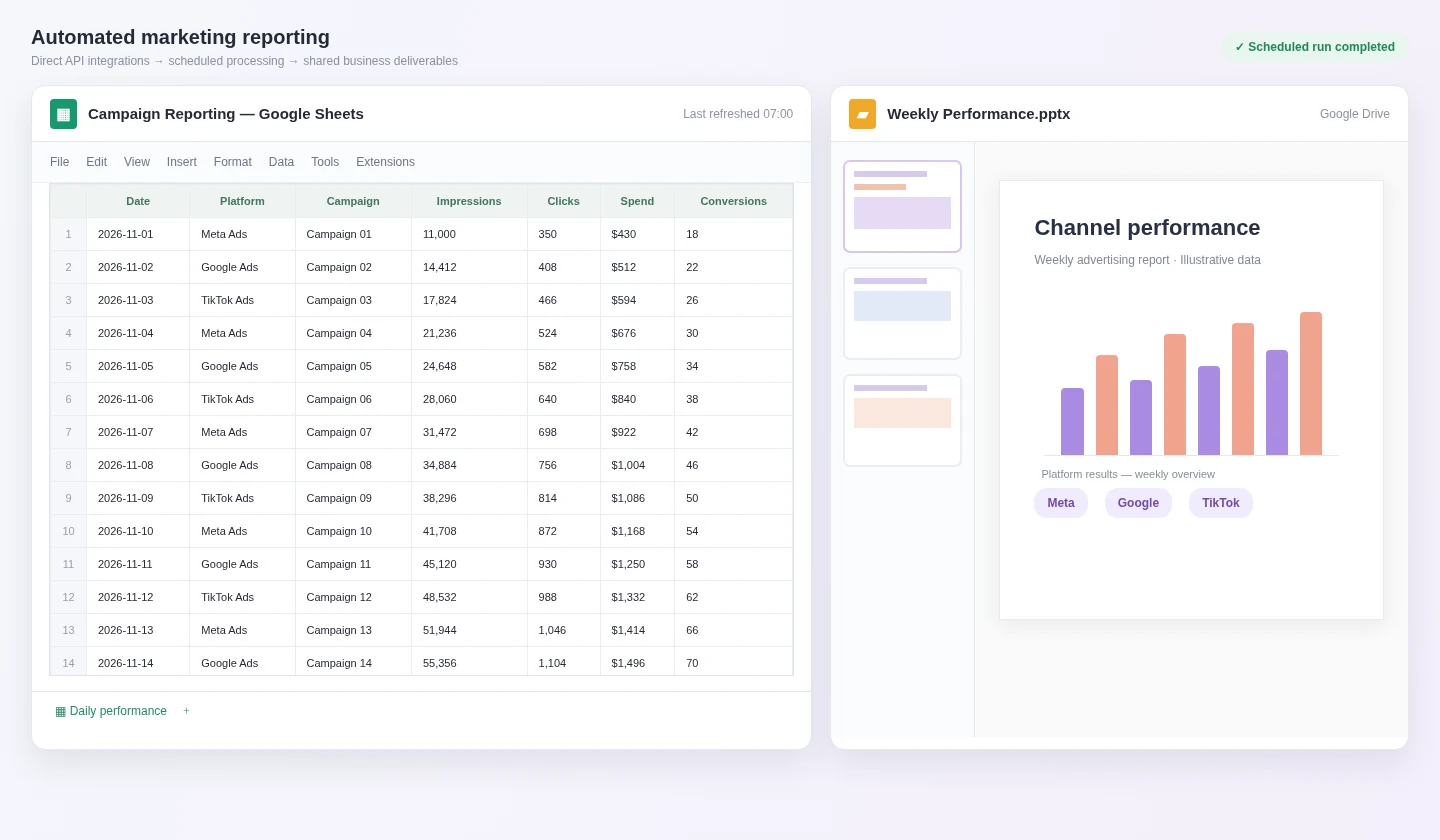 Automated marketing reporting
Direct API integrations → scheduled processing → shared business deliverables
✓ Scheduled run completed
Campaign Reporting — Google Sheets
Last refreshed 07:00
File Edit View Insert Format Data Tools Extensions
Date Platform Campaign Impressions Clicks Spend Conversions
1 2026-11-01 Meta Ads Campaign 01 11,000 350 $430 18
2 2026-11-02 Google Ads Campaign 02 14,412 408 $512 22
3 2026-11-03 TikTok Ads Campaign 03 17,824 466 $594 26
4 2026-11-04 Meta Ads Campaign 04 21,236 524 $676 30
5 2026-11-05 Google Ads Campaign 05 24,648 582 $758 34
6 2026-11-06 TikTok Ads Campaign 06 28,060 640 $840 38
7 2026-11-07 Meta Ads Campaign 07 31,472 698 $922 42
8 2026-11-08 Google Ads Campaign 08 34,884 756 $1,004 46
9 2026-11-09 TikTok Ads Campaign 09 38,296 814 $1,086 50
10 2026-11-10 Meta Ads Campaign 10 41,708 872 $1,168 54
11 2026-11-11 Google Ads Campaign 11 45,120 930 $1,250 58
12 2026-11-12 TikTok Ads Campaign 12 48,532 988 $1,332 62
13 2026-11-13 Meta Ads Campaign 13 51,944 1,046 $1,414 66
14 2026-11-14 Google Ads Campaign 14 55,356 1,104 $1,496 70
▦ Daily performance +
Weekly Performance.pptx
Google Drive
Channel performance
Weekly advertising report · Illustrative data
Platform results — weekly overview
Meta Google TikTok